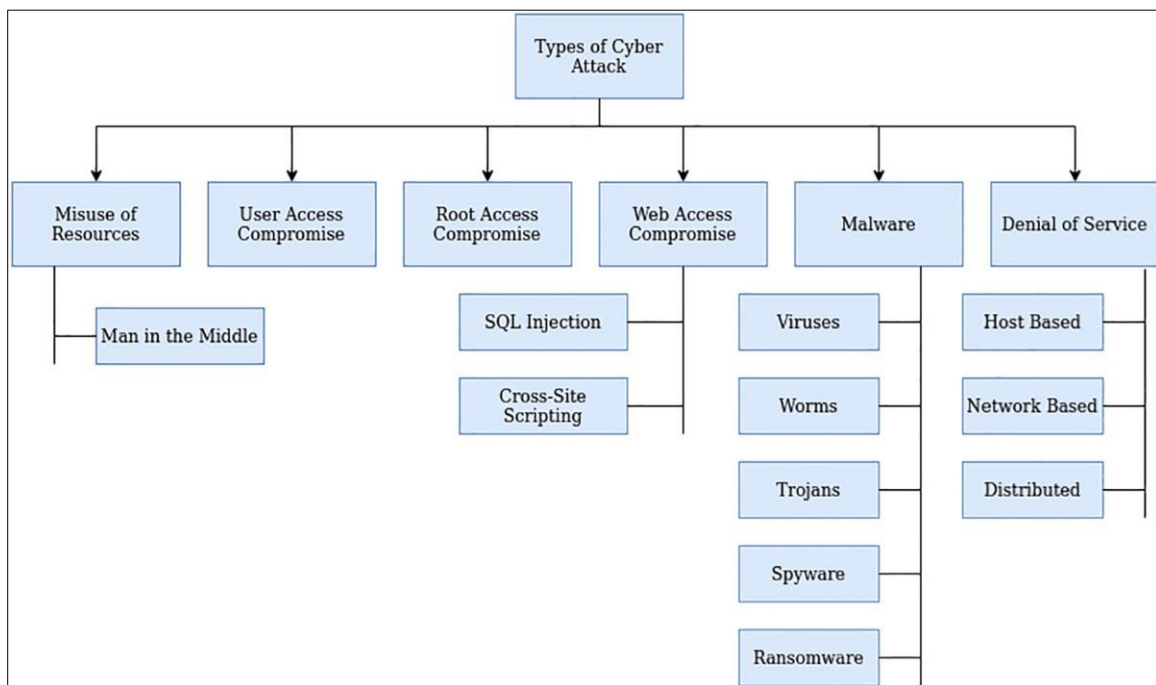 Types of Cyber
Attack
Misuse of
Resources
User Access
Compromise
Root Access
Compromise
Web Access
Compromise
Malware
Denial of Service
Man in the Middle
SQL Injection
Cross-Site
Scripting
Viruses
Worms
Trojans
Spyware
Ransomware
Host Based
Network Based
Distributed